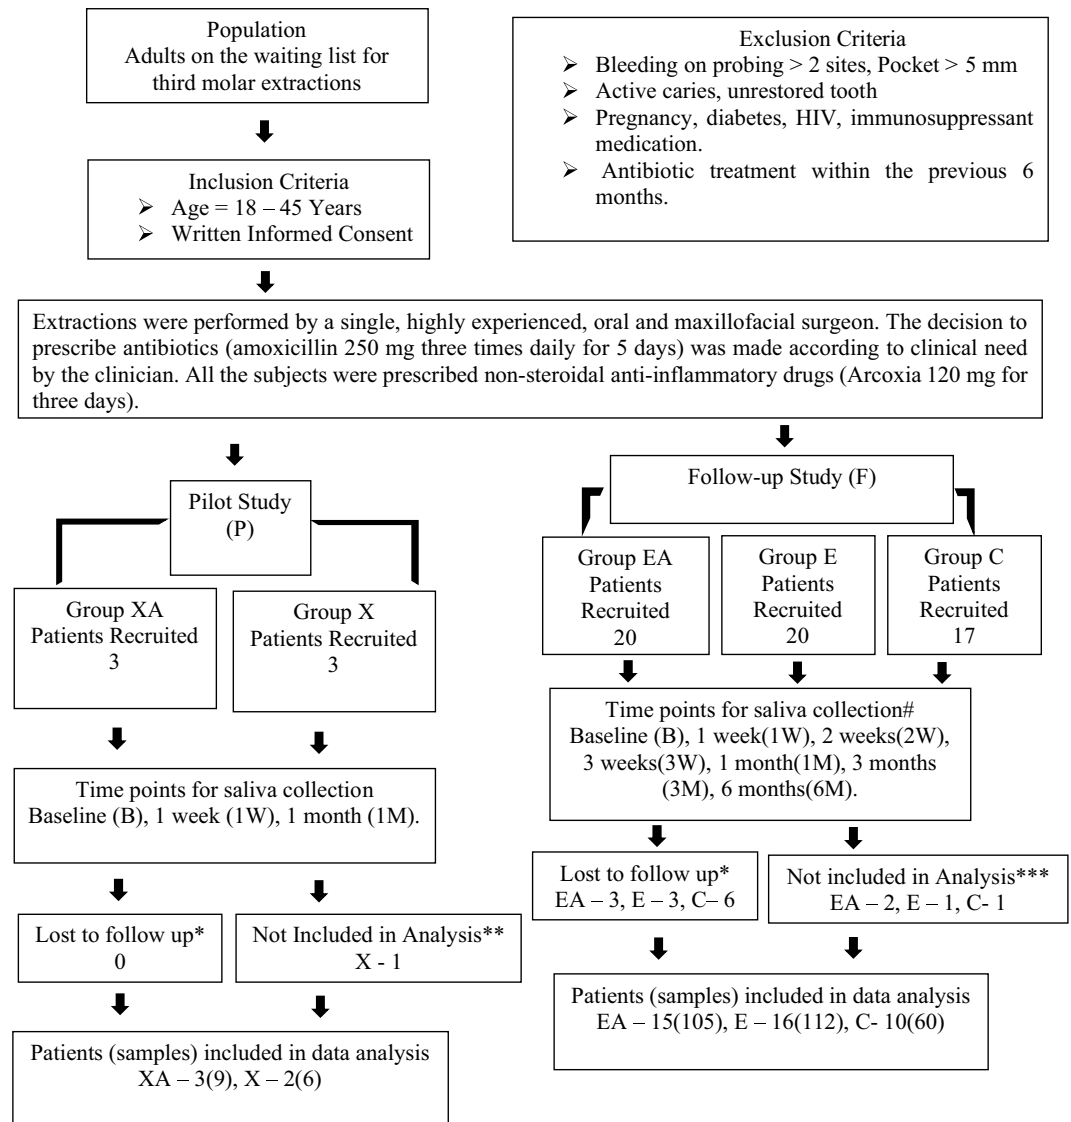 Population
Adults on the waiting list for
third molar extractions
Exclusion Criteria
➢ Bleeding on probing > 2 sites, Pocket > 5 mm
➢ Active caries, unrestored tooth
➢ Pregnancy, diabetes, HIV, immunosuppressant
medication.
➢ Antibiotic treatment within the previous 6
months.
Inclusion Criteria
➢ Age = 18 – 45 Years
➢ Written Informed Consent
Extractions were performed by a single, highly experienced, oral and maxillofacial surgeon. The decision to
prescribe antibiotics (amoxicillin 250 mg three times daily for 5 days) was made according to clinical need
by the clinician. All the subjects were prescribed non-steroidal anti-inflammatory drugs (Arcoxia 120 mg for
three days).
Pilot Study
(P)
Group XA
Patients Recruited
3
Group X
Patients Recruited
3
Time points for saliva collection
Baseline (B), 1 week (1W), 1 month (1M).
Lost to follow up*
0
Not Included in Analysis**
X - 1
Patients (samples) included in data analysis
XA – 3(9), X – 2(6)
Follow-up Study (F)
Group EA
Patients
Recruited
20
Group E
Patients
Recruited
20
Group C
Patients
Recruited
17
Time points for saliva collection#
Baseline (B), 1 week(1W), 2 weeks(2W),
3 weeks(3W), 1 month(1M), 3 months
(3M), 6 months(6M).
Lost to follow up*
EA – 3, E – 3, C– 6
Not included in Analysis***
EA – 2, E – 1, C- 1
Patients (samples) included in data analysis
EA – 15(105), E – 16(112), C- 10(60)